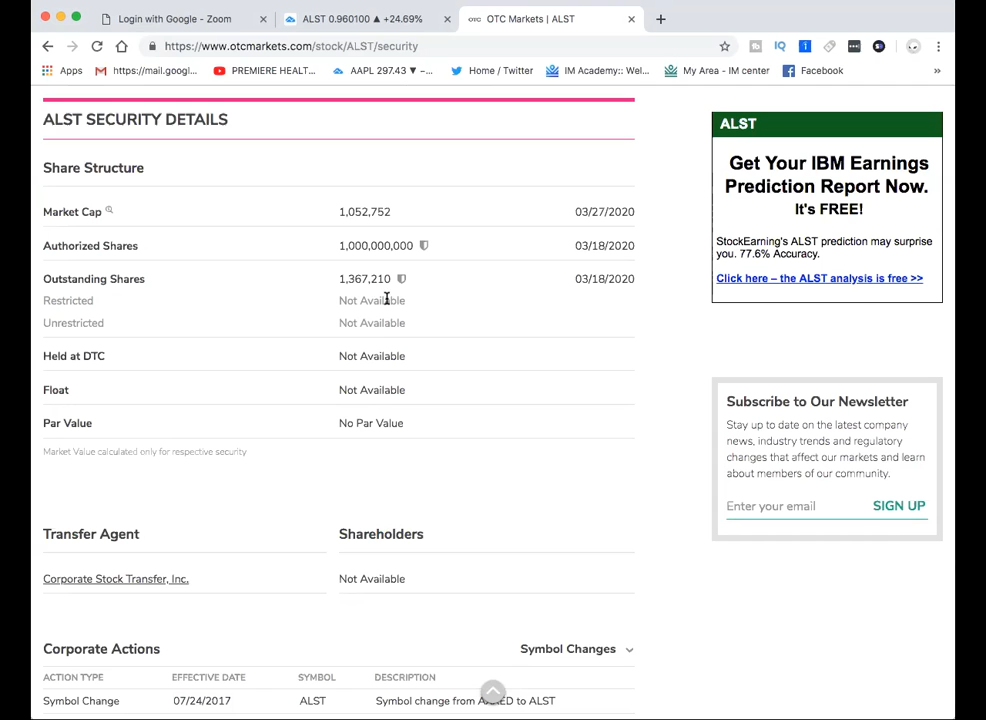 Login with Google - Zoom
ALST 0.960100 ▲ +24.69%
OTC Markets | ALST
https://www.otcmarkets.com/stock/ALST/security
Apps
https://mail.googl...
PREMIERE HEALT...
AAPL 297.43 ▼ –...
Home / Twitter
IM Academy:: Wel...
My Area - IM center
Facebook
ALST SECURITY DETAILS
Share Structure
Market Cap 1,052,752 03/27/2020
Authorized Shares 1,000,000,000 03/18/2020
Outstanding Shares 1,367,210 03/18/2020
Restricted Not Available
Unrestricted Not Available
Held at DTC Not Available
Float Not Available
Par Value No Par Value
Market Value calculated only for respective security
Transfer Agent
Corporate Stock Transfer, Inc.
Shareholders
Not Available
Corporate Actions
Symbol Changes
ACTION TYPE EFFECTIVE DATE SYMBOL DESCRIPTION
Symbol Change 07/24/2017 ALST Symbol change from to ALST
ALST
Get Your IBM Earnings
Prediction Report Now.
It's FREE!
StockEarning's ALST prediction may surprise
you. 77.6% Accuracy.
Click here – the ALST analysis is free >>
Subscribe to Our Newsletter
Stay up to date on the latest company
news, industry trends and regulatory
changes that affect our markets and learn
about members of our community.
Enter your email
SIGN UP